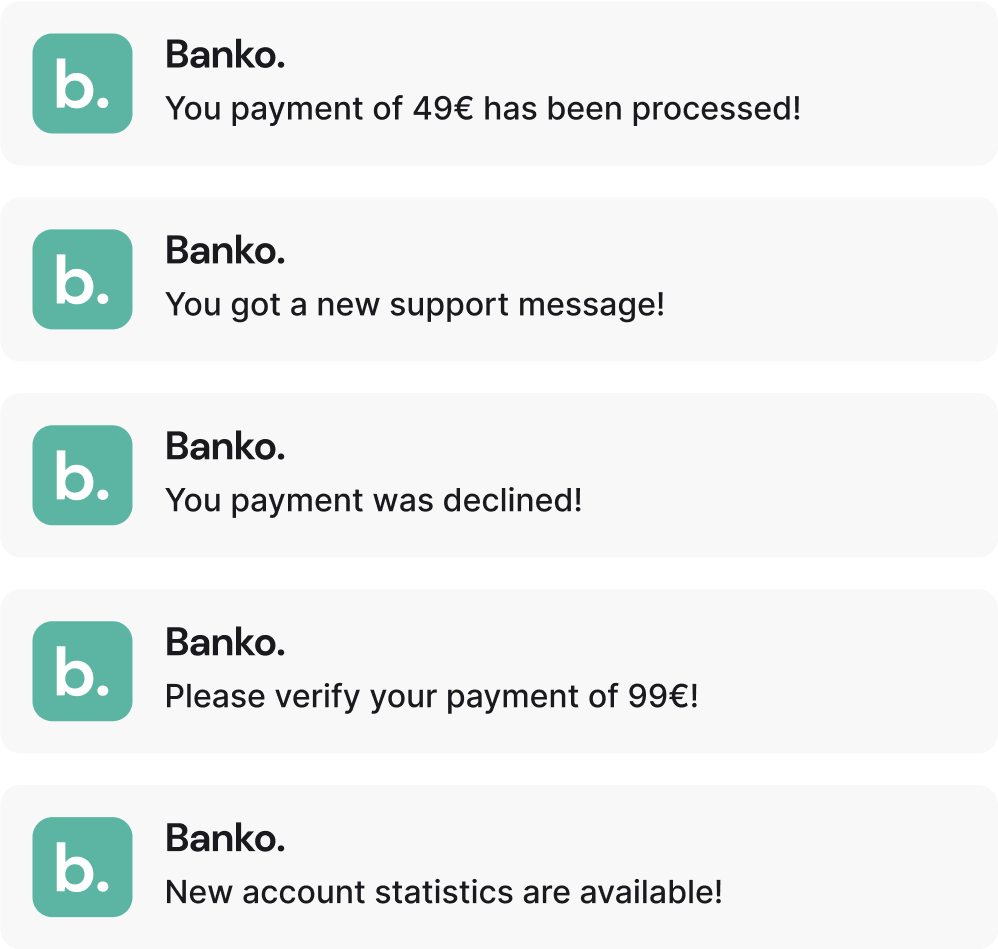 b.
Banko.
You payment of 49€ has been processed!
b.
Banko.
You got a new support message!
b.
Banko.
You payment was declined!
b.
Banko.
Please verify your payment of 99€!
b.
Banko.
New account statistics are available!